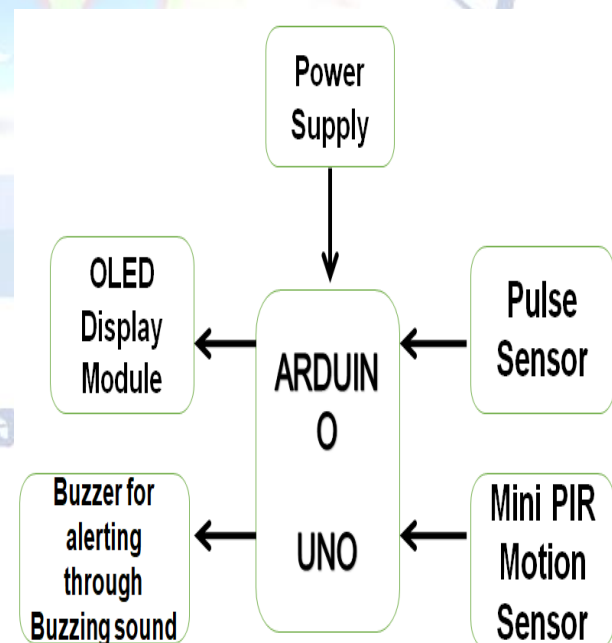 Power
Supply
OLED
Display
Module
ARDUIN
O
UNO
Pulse
Sensor
Buzzer for
alerting
through
Buzzing sound
Mini PIR
Motion
Sensor